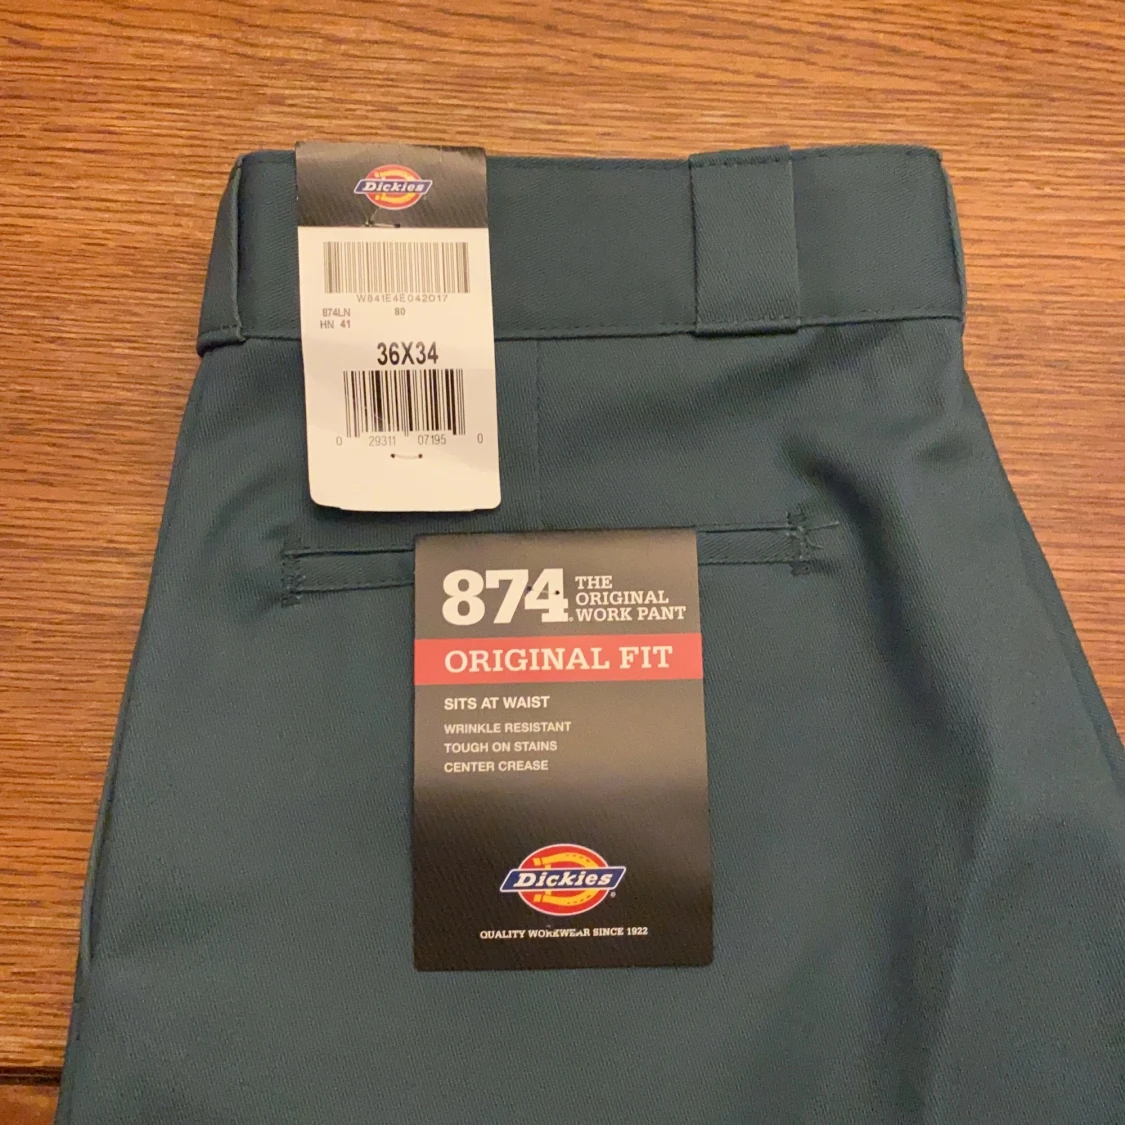 Dickies
W841E4E042017
874LN 80
HN 41
36X34
0 29311 07195 0
874® THE
ORIGINAL
WORK PANT
ORIGINAL FIT
SITS AT WAIST
WRINKLE RESISTANT
TOUGH ON STAINS
CENTER CREASE
Dickies®
QUALITY WORKWEAR SINCE 1922